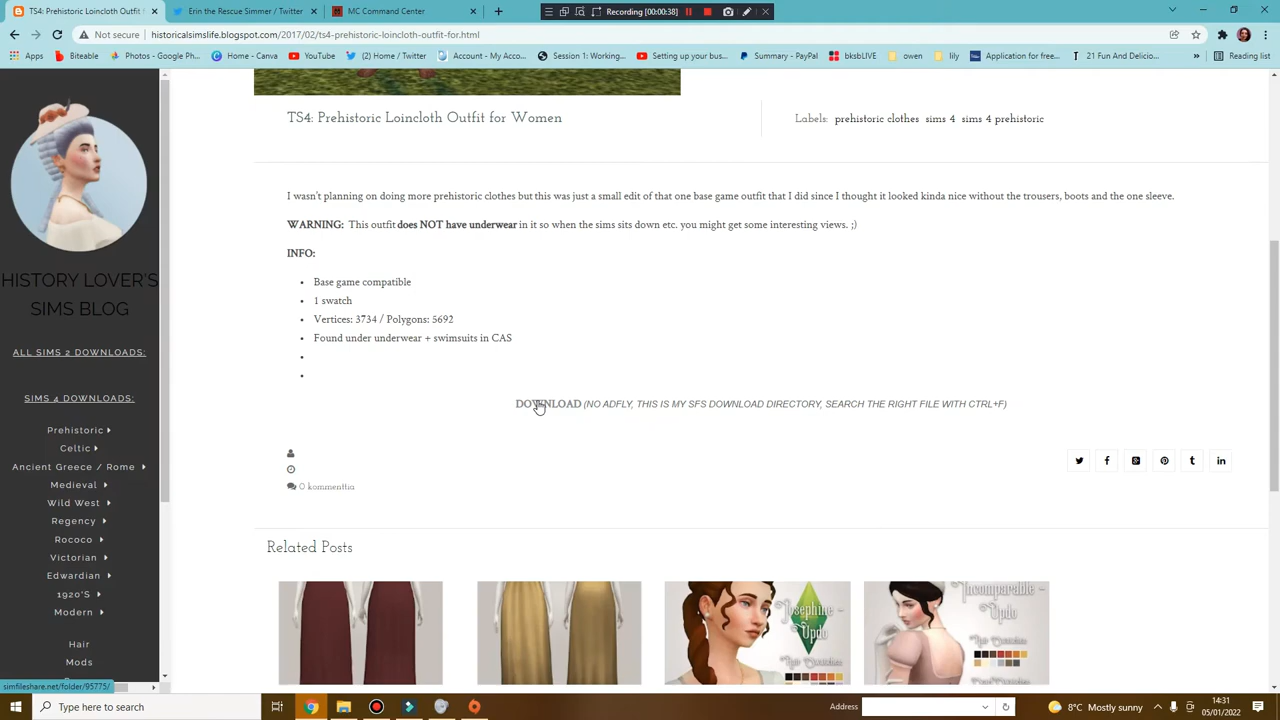 TS4: Prehistoric Loincloth Outfit f
Erin the Rescue Simmer / Twitter
MC Command Center
Recording [00:00:38]
Not secure historicalsimslife.blogspot.com/2017/02/ts4-prehistoric-loincloth-outfit-for.html
Apps Biteable Photos - Google Ph... Home - Canva YouTube (2) Home / Twitter Account - My Acco... Session 1: Working... Setting up your bus... Summary - PayPal bksbLIVE owen lily Application for free... 21 Fun And Delicio... » Reading list
TS4: Prehistoric Loincloth Outfit for Women
Labels: prehistoric clothes sims 4 sims 4 prehistoric
I wasn't planning on doing more prehistoric clothes but this was just a small edit of that one base game outfit that I did since I thought it looked kinda nice without the trousers, boots and the one sleeve.
WARNING: This outfit does NOT have underwear in it so when the sims sits down etc. you might get some interesting views. ;)
INFO:
• Base game compatible
• 1 swatch
• Vertices: 3734 / Polygons: 5692
• Found under underwear + swimsuits in CAS
•
•
DOWNLOAD (NO ADFLY, THIS IS MY SFS DOWNLOAD DIRECTORY, SEARCH THE RIGHT FILE WITH CTRL+F)
0 kommenttia
Related Posts
Josephine -
Updo
Hair Recolors
Incomparable -
Updo
HISTORY LOVER'S
SIMS BLOG
ALL SIMS 2 DOWNLOADS:
SIMS 4 DOWNLOADS:
Prehistoric
Celtic
Ancient Greece / Rome
Medieval
Wild West
Regency
Rococo
Victorian
Edwardian
1920'S
Modern
Hair
Mods
simfileshare.net/folder/95775/
Type here to search
Address
8°C Mostly sunny
14:31
05/01/2022